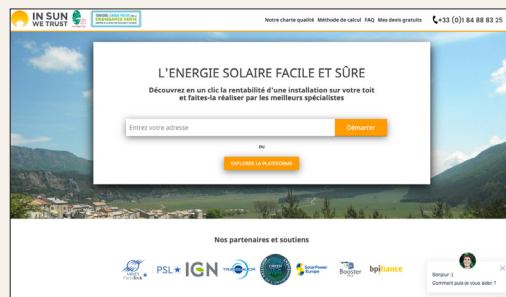 IN SUN
WE TRUST
CROISSANCE VERTE
Notre charte qualité Méthode de calcul FAQ Mes devis gratuits +33 (0)1 84 88 83 25
L'ENERGIE SOLAIRE FACILE ET SÛRE
Découvrez en un clic la rentabilité d'une installation sur votre toit
et faites-la réaliser par les meilleurs spécialistes
Entrez votre adresse Démarrer
ou
EXPLORER LA PLATEFORME
Nos partenaires et soutiens
PSL IGN SolarPower Europe Booster bpifrance
Bonjour :)
Comment puis-je vous aider ?